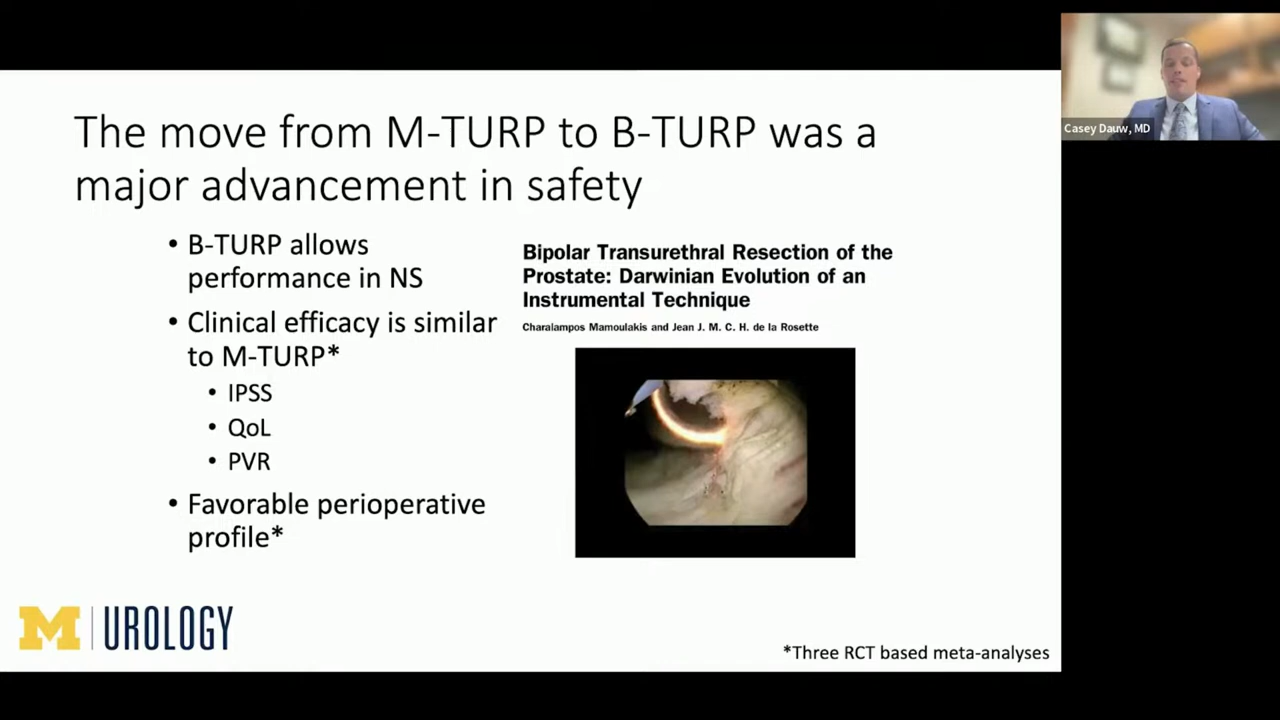 The move from M-TURP to B-TURP was a
major advancement in safety
• B-TURP allows
performance in NS
• Clinical efficacy is similar
to M-TURP*
• IPSS
• QoL
• PVR
• Favorable perioperative
profile*
Bipolar Transurethral Resection of the
Prostate: Darwinian Evolution of an
Instrumental Technique
Charalampos Mamoulakis and Jean J. M. C. H. de la Rosette
M | UROLOGY
*Three RCT based meta-analyses
Casey Dauw, MD